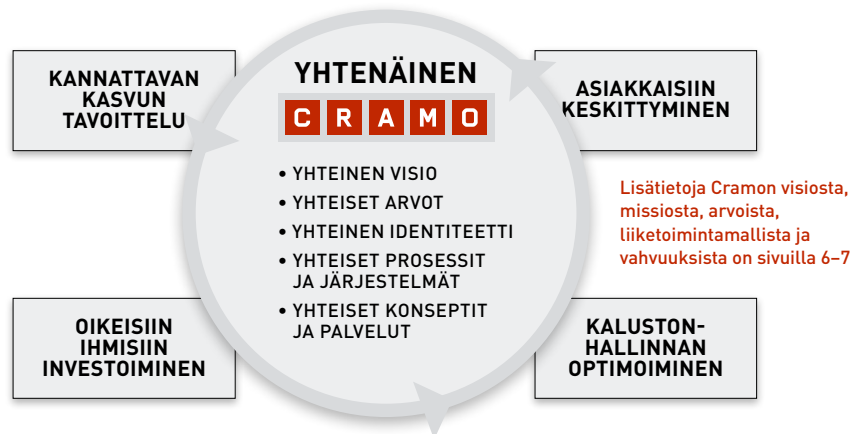 KANNATTAVAN
KASVUN
TAVOITTELU
YHTENÄINEN
CRAMO
• YHTEINEN VISIO
• YHTEISET ARVOT
• YHTEINEN IDENTITEETTI
• YHTEISET PROSESSIT
JA JÄRJESTELMÄT
• YHTEISET KONSEPTIT
JA PALVELUT
ASIAKKAISIIN
KESKITTYMINEN
Lisätietoja Cramon visiosta,
missiosta, arvoista,
liiketoimintamallista ja
vahvuuksista on sivuilla 6–7
OIKEISIIN
IHMISIIN
INVESTOIMINEN
KALUSTON-
HALLINNAN
OPTIMOIMINEN